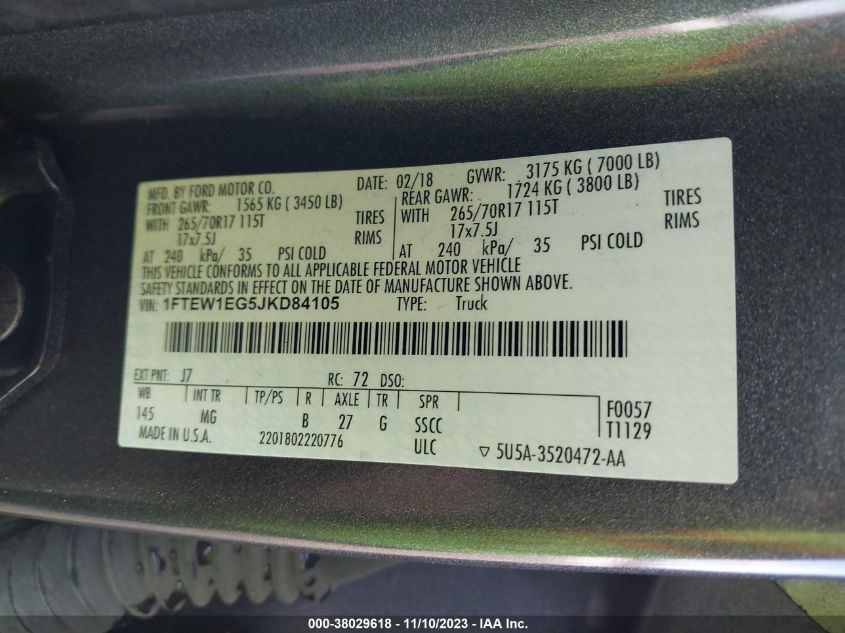 MFD. BY FORD MOTOR CO. DATE: 02/18 GVWR: 3175 KG ( 7000 LB)
FRONT GAWR: 1565 KG ( 3450 LB) REAR GAWR: 1724 KG ( 3800 LB)
WITH 265/70R17 115T TIRES WITH 265/70R17 115T TIRES
17x7.5J RIMS 17x7.5J RIMS
AT 240 kPa/ 35 PSI COLD AT 240 kPa/ 35 PSI COLD
THIS VEHICLE CONFORMS TO ALL APPLICABLE FEDERAL MOTOR VEHICLE
SAFETY STANDARDS IN EFFECT ON THE DATE OF MANUFACTURE SHOWN ABOVE.
VIN: 1FTEW1EG5JKD84105 TYPE: Truck
EXT PNT: J7 RC: 72 DSO:
WB INT TR TP/PS R AXLE TR SPR
145 MG B 27 G SSCC F0057
ULC T1129
MADE IN U.S.A. 2201802220776 ▽ 5U5A-3520472-AA
000-38029618 - 11/10/2023 - IAA Inc.